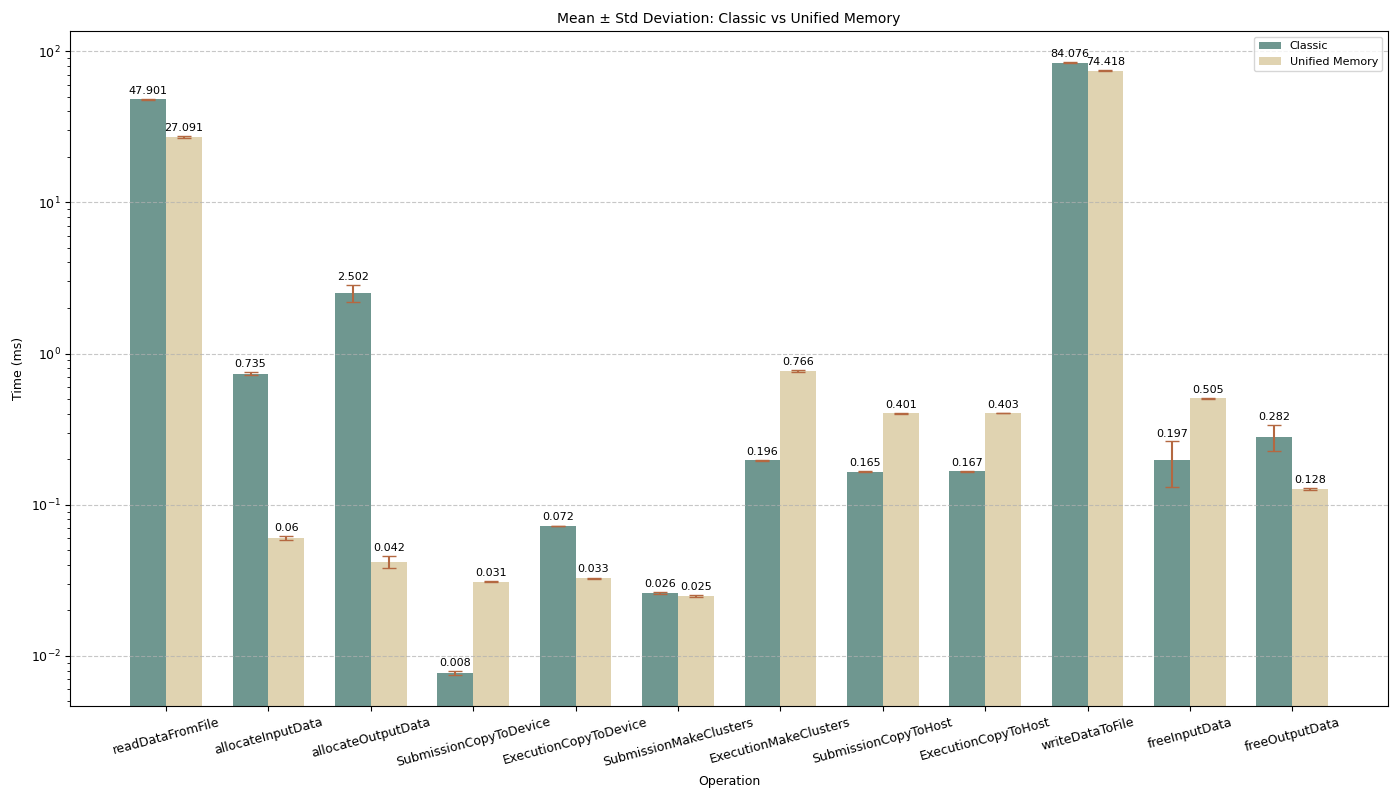 Mean ± Std Deviation: Classic vs Unified Memory
Classic
Unified Memory
Time (ms)
10²
10¹
10⁰
10⁻¹
10⁻²
47.901
27.091
0.735
0.06
2.502
0.042
0.008
0.031
0.072
0.033
0.026
0.025
0.196
0.766
0.165
0.401
0.167
0.403
84.076
74.418
0.197
0.505
0.282
0.128
readDataFromFile
allocateInputData
allocateOutputData
SubmissionCopyToDevice
ExecutionCopyToDevice
SubmissionMakeClusters
ExecutionMakeClusters
SubmissionCopyToHost
ExecutionCopyToHost
writeDataToFile
freeInputData
freeOutputData
Operation